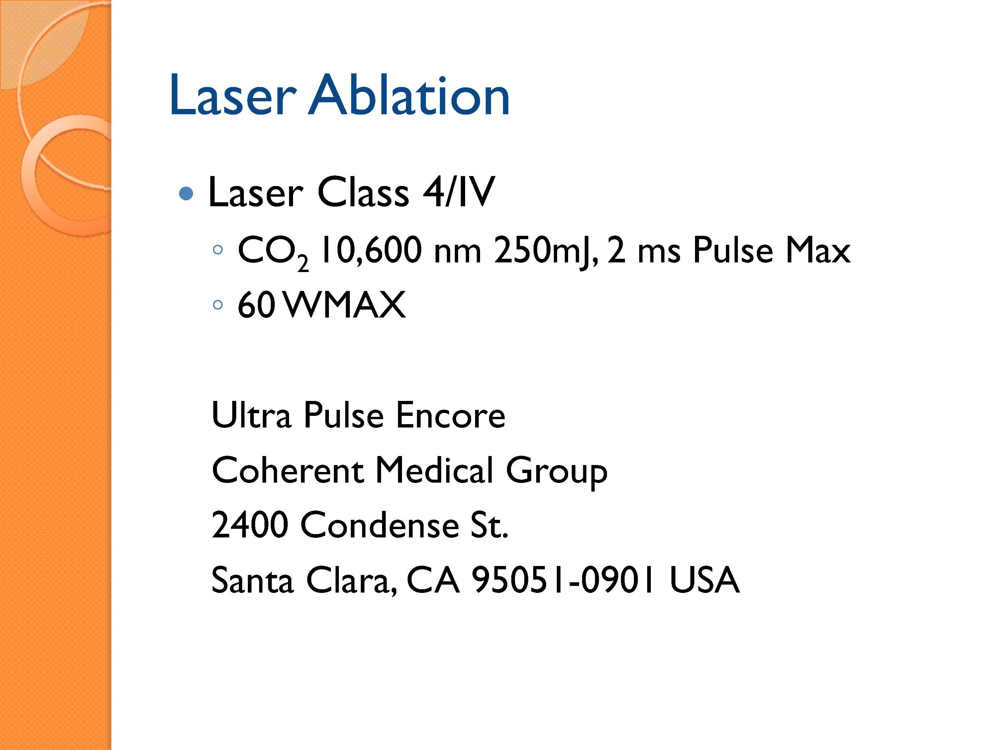 Laser Ablation
Laser Class 4/IV
CO₂ 10,600 nm 250mJ, 2 ms Pulse Max
60 WMAX
Ultra Pulse Encore
Coherent Medical Group
2400 Condense St.
Santa Clara, CA 95051-0901 USA